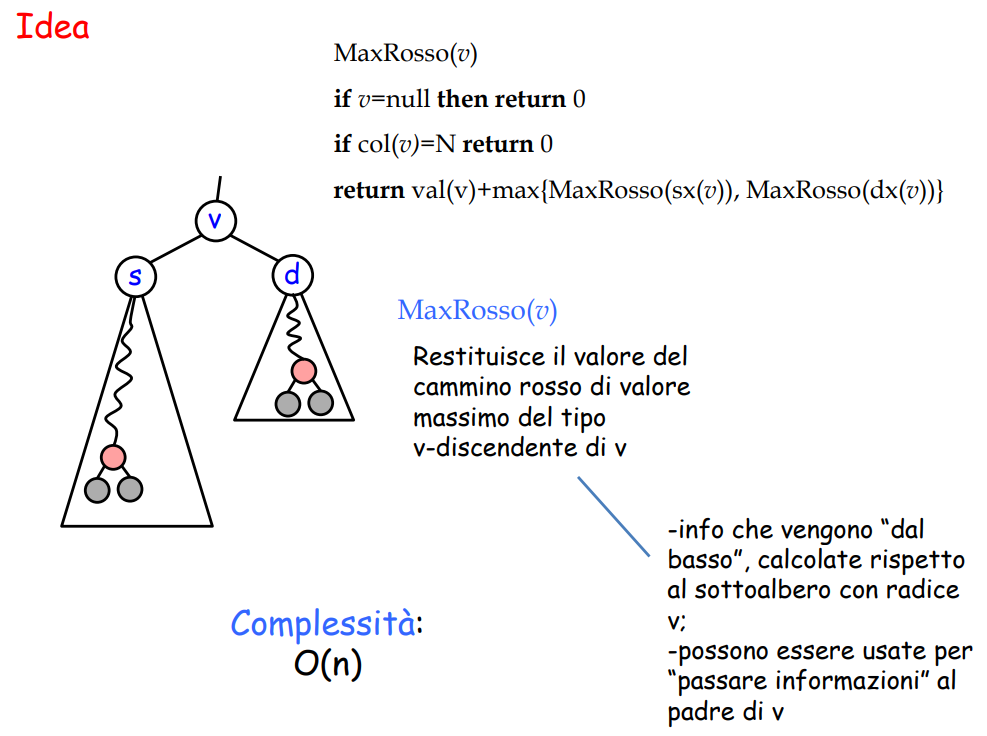 Idea
MaxRosso(v)
if v=null then return 0
if col(v)=N return 0
return val(v)+max{MaxRosso(sx(v)), MaxRosso(dx(v))}
v
s
d
MaxRosso(v)
Restituisce il valore del
cammino rosso di valore
massimo del tipo
v-discendente di v
-info che vengono “dal
basso”, calcolate rispetto
al sottoalbero con radice
v;
-possono essere usate per
“passare informazioni” al
padre di v
Complessità:
O(n)